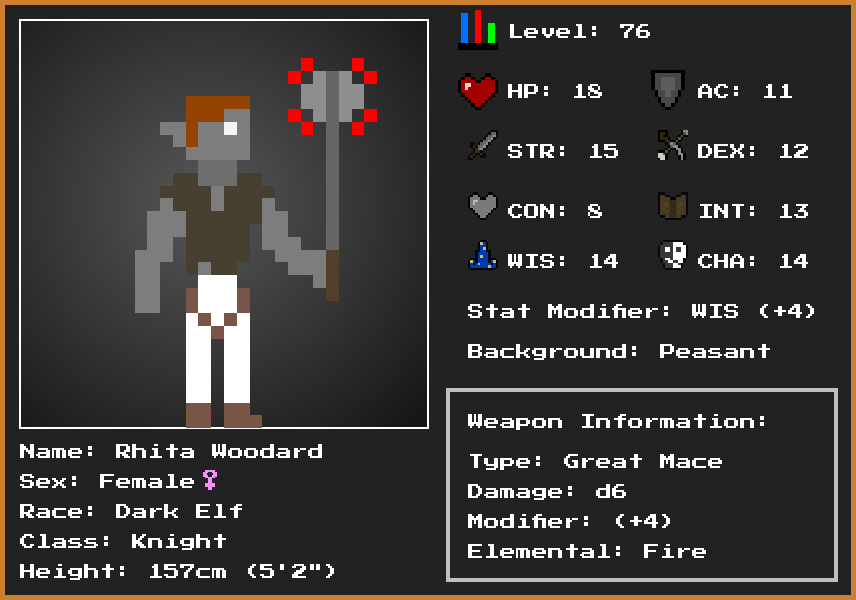 Level: 76
HP: 18
AC: 11
STR: 15
DEX: 12
CON: 8
INT: 13
WIS: 14
CHA: 14
Stat Modifier: WIS (+4)
Background: Peasant
Weapon Information:
Type: Great Mace
Damage: d6
Modifier: (+4)
Elemental: Fire
Name: Rhita Woodard
Sex: Female♀
Race: Dark Elf
Class: Knight
Height: 157cm (5'2")